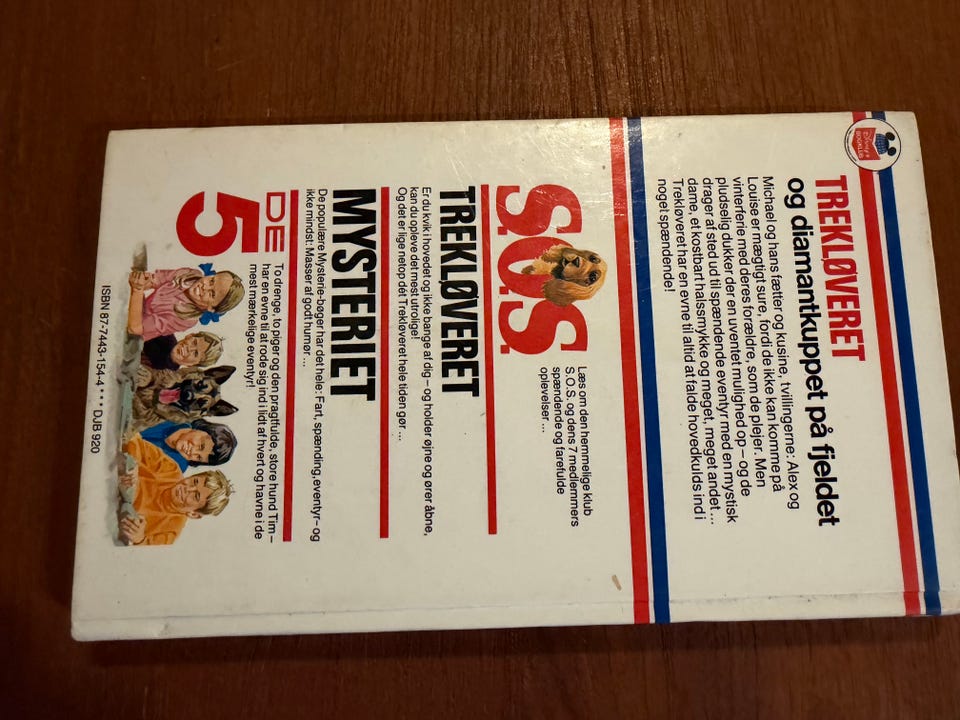 Disney's
BOGKLUB
TREKLØVERET
og diamantkuppet på fjeldet
Michael og hans fætter og kusine, tvillingerne: Alex og
Louise er mægtigt sure, fordi de ikke kan komme på
vinterferie med deres forældre, som de plejer. Men
pludselig dukker der en uventet mulighed op – og de
drager af sted ud til spændende eventyr med en mystisk
dame, et kostbart halssmykke og meget, meget andet...
Trekløveret har en evne til altid at falde hovedkulds ind i
noget spændende!
S.O.S.
Læs om den hemmelige klub
S.O.S. og dens 7 medlemmers
spændende og farefulde
oplevelser ...
TREKLØVERET
Er du kvik i hovedet og ikke bange af dig – og holder øjne og ører åbne,
kan du opleve det mest utrolige!
Og det er lige netop det Trekløveret hele tiden gør ...
MYSTERIET
De populære Mysterie-bøger har det hele: Fart, spænding, eventyr – og
ikke mindst: Masser af godt humør ...
DE
5
To drenge, to piger og den pragtfulde, store hund Tim –
har en evne til at rode sig ind i lidt af hvert og havne i de
mest mærkelige eventyr!
ISBN 87-7443-154-4 • • • DJB 920